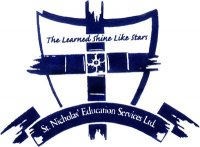 The Learned Shine Like Stars
St. Nicholas' Education Services Ltd.